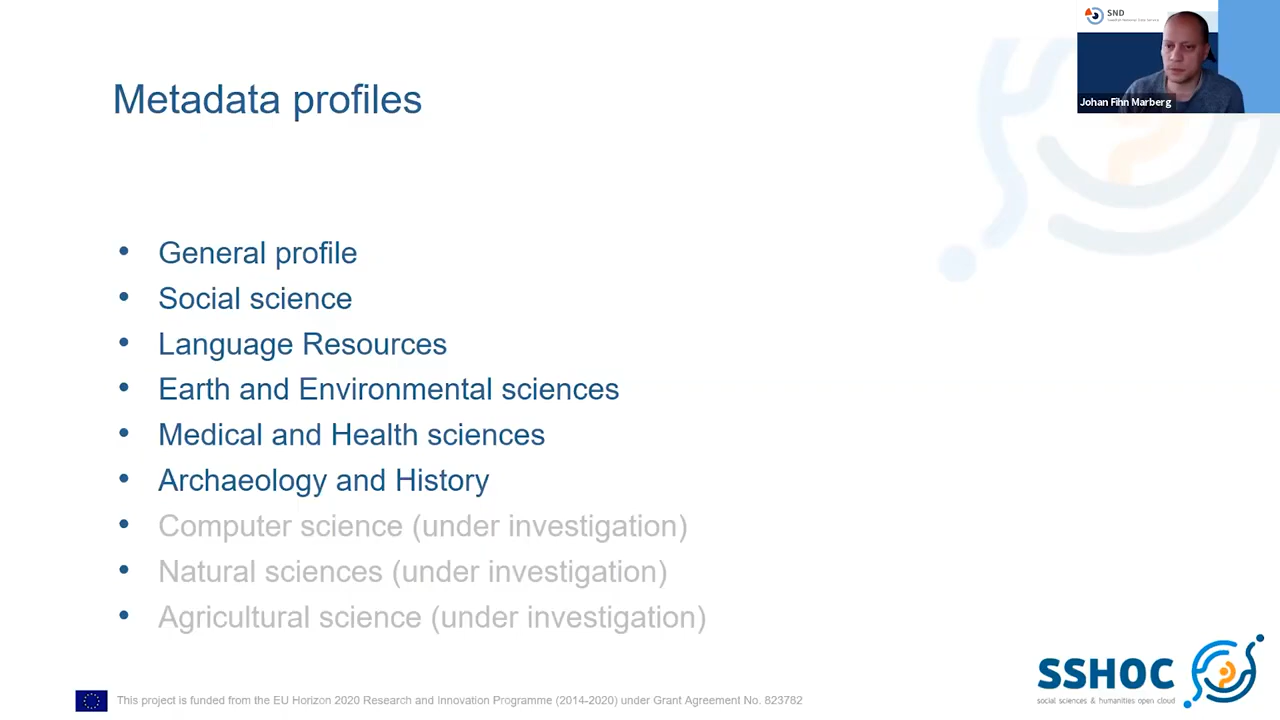 SND
Johan Fihn Marberg
Metadata profiles
• General profile
• Social science
• Language Resources
• Earth and Environmental sciences
• Medical and Health sciences
• Archaeology and History
• Computer science (under investigation)
• Natural sciences (under investigation)
• Agricultural science (under investigation)
SSHOC
social sciences & humanities open cloud
This project is funded from the EU Horizon 2020 Research and Innovation Programme (2014-2020) under Grant Agreement No. 823782